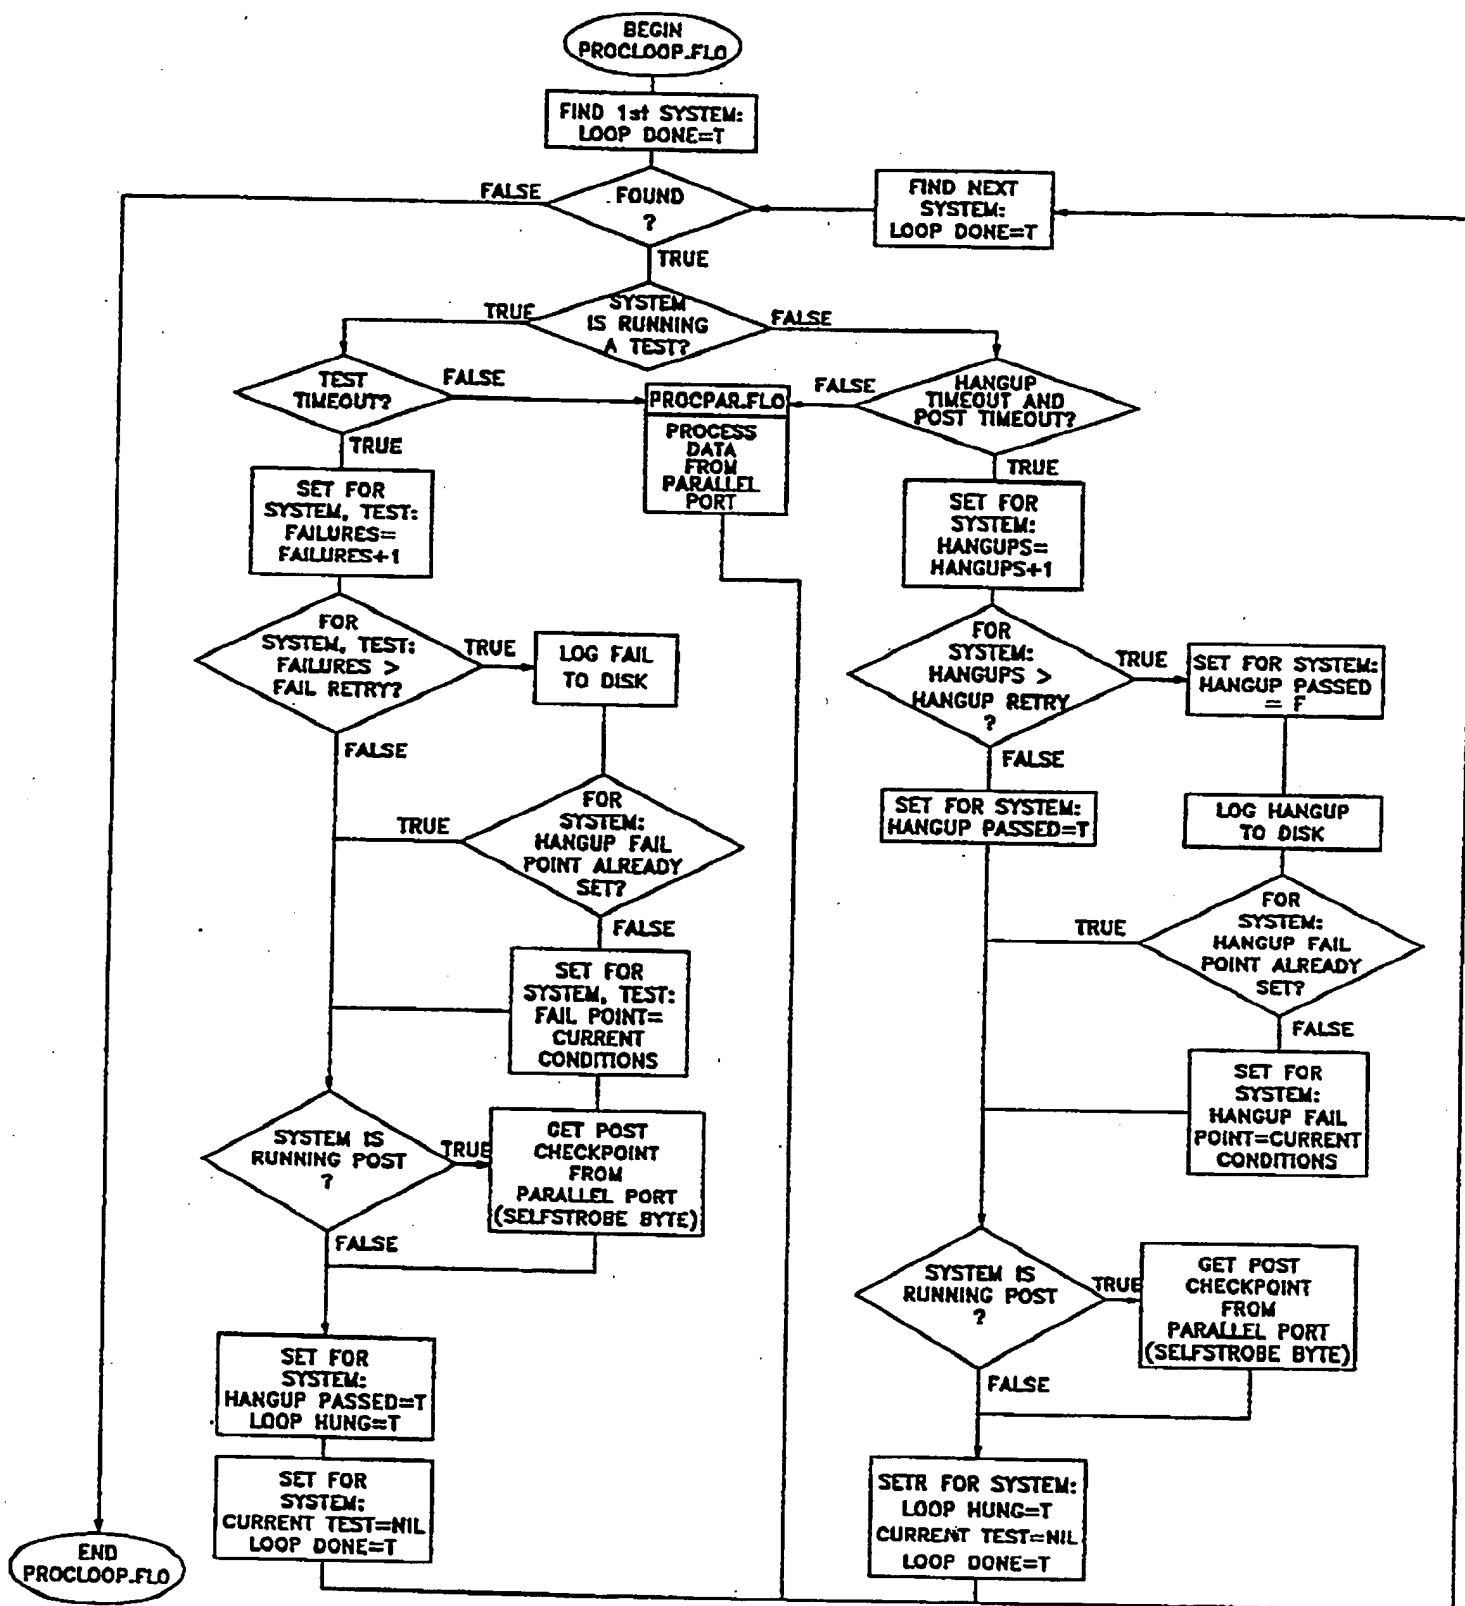 BEGIN
PROCLOOP.FLO
FIND 1st SYSTEM:
LOOP DONE=T
FALSE
FOUND
?
FIND NEXT
SYSTEM:
LOOP DONE=T
TRUE
TRUE
SYSTEM
IS RUNNING
A TEST?
FALSE
TEST
TIMEOUT?
FALSE
PROCPAR.FLO
PROCESS
DATA
FROM
PARALLEL
PORT
FALSE
HANGUP
TIMEOUT AND
POST TIMEOUT?
TRUE
TRUE
SET FOR
SYSTEM, TEST:
FAILURES=
FAILURES+1
SET FOR
SYSTEM:
HANGUPS=
HANGUPS+1
FOR
SYSTEM, TEST:
FAILURES >
FAIL RETRY?
TRUE
LOG FAIL
TO DISK
FOR
SYSTEM:
HANGUPS >
HANGUP RETRY
?
TRUE
SET FOR SYSTEM:
HANGUP PASSED
= F
FALSE
FALSE
TRUE
FOR
SYSTEM:
HANGUP FAIL
POINT ALREADY
SET?
SET FOR SYSTEM:
HANGUP PASSED=T
LOG HANGUP
TO DISK
FALSE
TRUE
FOR
SYSTEM:
HANGUP FAIL
POINT ALREADY
SET?
SET FOR
SYSTEM, TEST:
FAIL POINT=
CURRENT
CONDITIONS
FALSE
SET FOR
SYSTEM:
HANGUP FAIL
POINT=CURRENT
CONDITIONS
SYSTEM IS
RUNNING POST
?
TRUE
GET POST
CHECKPOINT
FROM
PARALLEL PORT
(SELFSTROBE BYTE)
FALSE
SYSTEM IS
RUNNING POST
?
TRUE
GET POST
CHECKPOINT
FROM
PARALLEL PORT
(SELFSTROBE BYTE)
FALSE
SET FOR
SYSTEM:
HANGUP PASSED=T
LOOP HUNG=T
SET FOR
SYSTEM:
CURRENT TEST=NIL
LOOP DONE=T
SETR FOR SYSTEM:
LOOP HUNG=T
CURRENT TEST=NIL
LOOP DONE=T
END
PROCLOOP.FLO